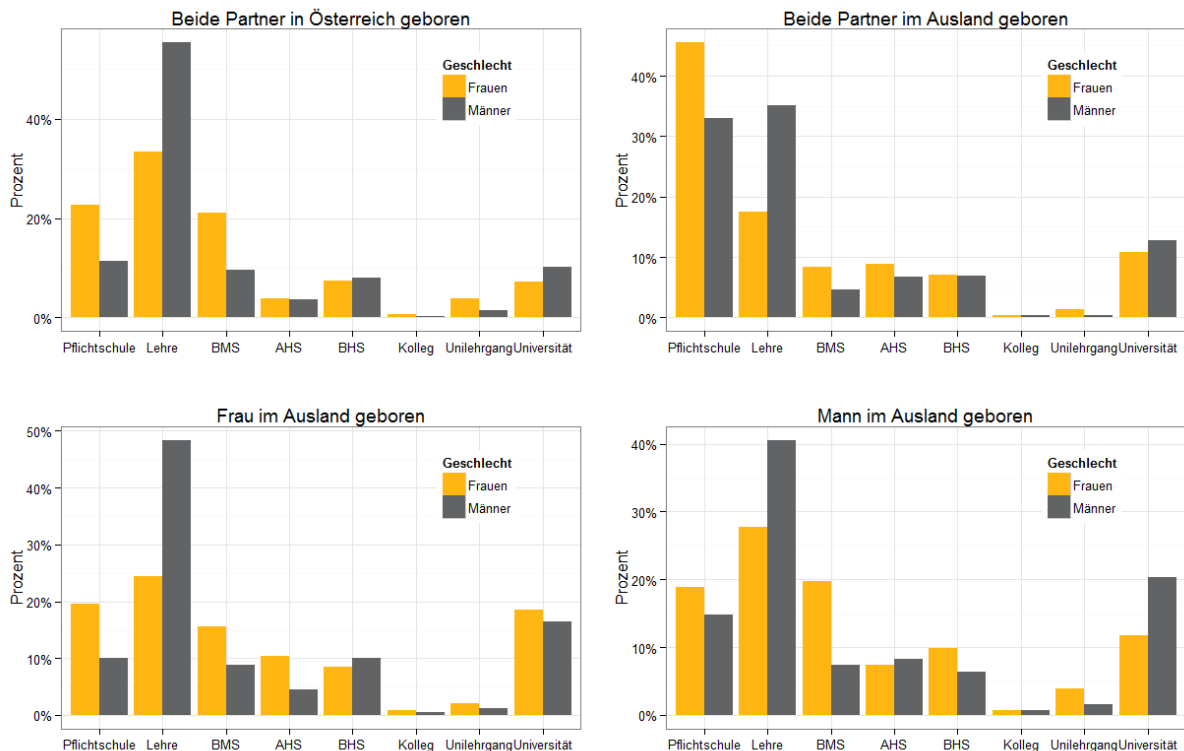 Beide Partner in Österreich geboren
Prozent
40%
20%
0%
Geschlecht
Frauen
Männer
Pflichtschule Lehre BMS AHS BHS Kolleg Unilehrgang Universität
Beide Partner im Ausland geboren
Prozent
40%
30%
20%
10%
0%
Geschlecht
Frauen
Männer
Pflichtschule Lehre BMS AHS BHS Kolleg Unilehrgang Universität
Frau im Ausland geboren
Prozent
50%
40%
30%
20%
10%
0%
Geschlecht
Frauen
Männer
Pflichtschule Lehre BMS AHS BHS Kolleg Unilehrgang Universität
Mann im Ausland geboren
Prozent
40%
30%
20%
10%
0%
Geschlecht
Frauen
Männer
Pflichtschule Lehre BMS AHS BHS Kolleg Unilehrgang Universität